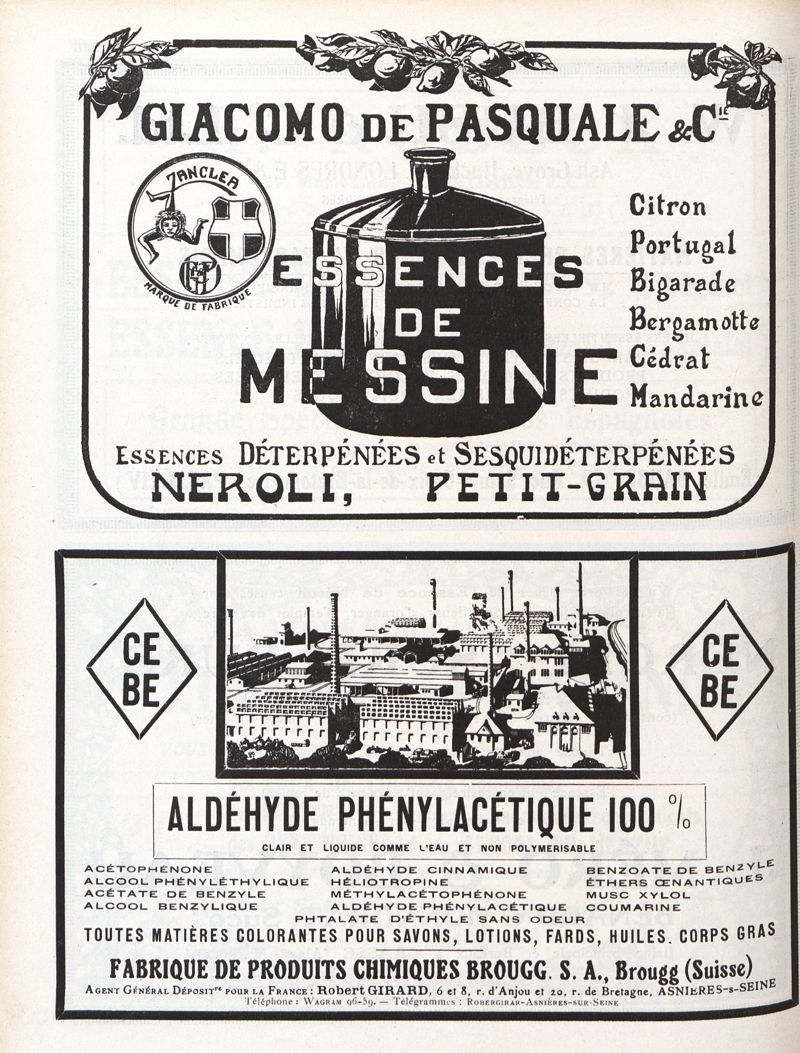 GIACOMO DE PASQUALE & Cie
ZANCLEA
MARQUE DE FABRIQUE
ESSENCES
DE
MESSINE
Citron
Portugal
Bigarade
Bergamotte
Cédrat
Mandarine
ESSENCES DÉTERPÉNÉES et SESQUIDÉTERPÉNÉES
NEROLI, PETIT GRAIN
CE
BE
CE
BE
ALDÉHYDE PHÉNYLACÉTIQUE 100 %
CLAIR ET LIQUIDE COMME L'EAU ET NON POLYMERISABLE
ACÉTOPHÉNONE ALDÉHYDE CINNAMIQUE BENZOATE DE BENZYLE
ALCOOL PHÉNYLÉTHYLIQUE HÉLIOTROPINE ÉTHERS ŒNANTIQUES
ACÉTATE DE BENZYLE MÉTHYLACÉTOPHÉNONE MUSC XYLOL
ALCOOL BENZYLIQUE ALDÉHYDE PHÉNYLACÉTIQUE COUMARINE
PHTALATE D'ÉTHYLE SANS ODEUR
TOUTES MATIÈRES COLORANTES POUR SAVONS, LOTIONS, FARDS, HUILES. CORPS GRAS
FABRIQUE DE PRODUITS CHIMIQUES BROUGG. S. A., Brougg (Suisse)
AGENT GÉNÉRAL DÉPOSITre POUR LA FRANCE : Robert GIRARD, 6 et 8, r. d'Anjou et 20, r. de Bretagne, ASNIÈRES-s-SEINE
Téléphone : WAGRAM 96-59. — Télégrammes : ROBERGIRAR-ASNIÈRES-SUR-SEINE